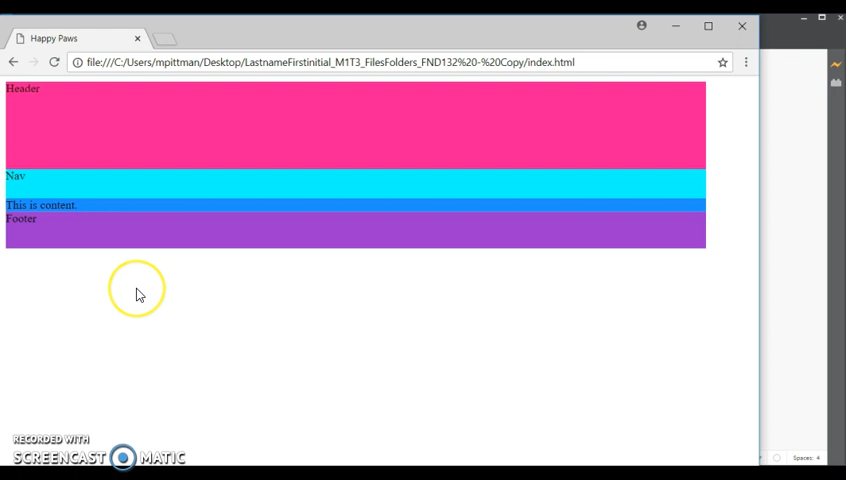 Happy Paws
file:///C:/Users/mpittman/Desktop/LastnameFirstinitial_M1T3_FilesFolders_FND132%20-%20Copy/index.html
Header
Nav
This is content.
Footer
RECORDED WITH
SCREENCAST MATIC
Spaces: 4